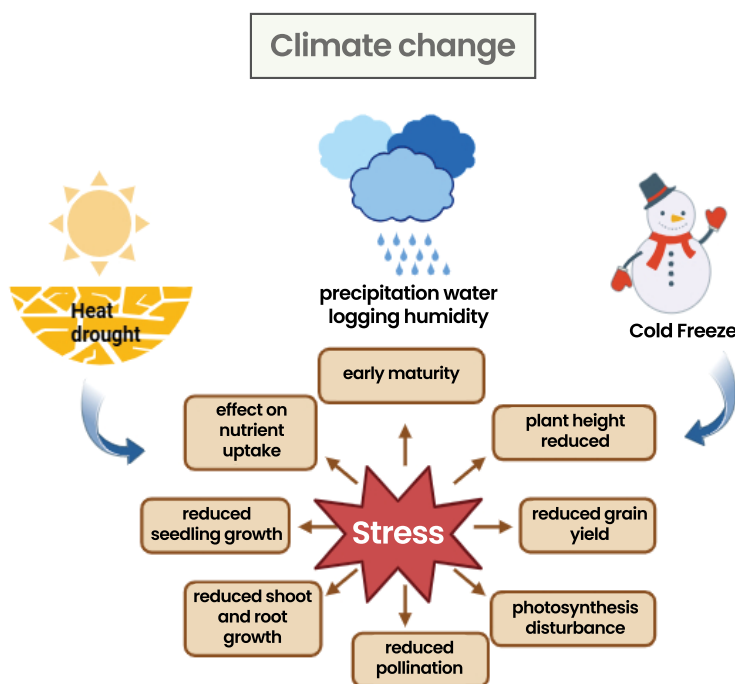 Climate change
Heat
drought
precipitation water
logging humidity
Cold Freeze
early maturity
effect on
nutrient
uptake
plant height
reduced
reduced
seedling growth
Stress
reduced grain
yield
reduced shoot
and root
growth
photosynthesis
disturbance
reduced
pollination